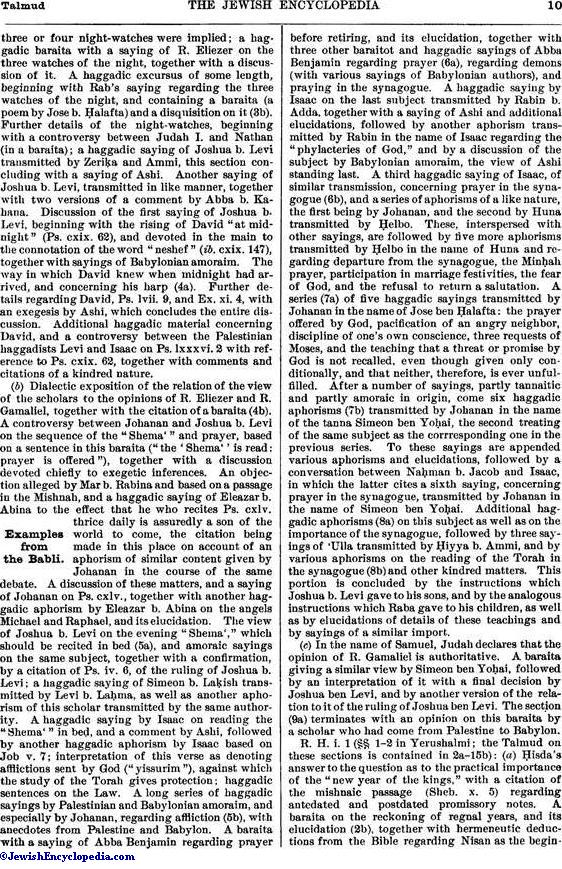 Talmud THE JEWISH ENCYCLOPEDIA 10
three or four night-watches were implied; a hag-
gadic baraita with a saying of R. Eliezer on the
three watches of the night, together with a discus-
sion of it. A haggadic excursus of some length,
beginning with Rab's saying regarding the three
watches of the night, and containing a baraita (a
poem by Jose b. Ḥalafta) and a disquisition on it (3b).
Further details of the night-watches, beginning
with a controversy between Judah I. and Nathan
(in a baraita); a haggadic saying of Joshua b. Levi
transmitted by Zeriḳa and Ammi, this section con-
cluding with a saying of Ashi. Another saying of
Joshua b. Levi, transmitted in like manner, together
with two versions of a comment by Abba b. Ka-
hana. Discussion of the first saying of Joshua b.
Levi, beginning with the rising of David "at mid-
night" (Ps. cxix. 62), and devoted in the main to
the connotation of the word "neshef" (ib. cxix. 147),
together with sayings of Babylonian amoraim. The
way in which David knew when midnight had ar-
rived, and concerning his harp (4a). Further de-
tails regarding David, Ps. lvii. 9, and Ex. xi. 4, with
an exegesis by Ashi, which concludes the entire dis-
cussion. Additional haggadic material concerning
David, and a controversy between the Palestinian
haggadists Levi and Isaac on Ps. lxxxvi. 2 with ref-
erence to Ps. cxix. 62, together with comments and
citations of a kindred nature.
(b) Dialectic exposition of the relation of the view
of the scholars to the opinions of R. Eliezer and R.
Gamaliel, together with the citation of a baraita (4b).
A controversy between Johanan and Joshua b. Levi
on the sequence of the "Shema'" and prayer, based
on a sentence in this baraita ("the 'Shema'' is read:
prayer is offered"), together with a discussion
devoted chiefly to exegetic inferences. An objec-
tion alleged by Mar b. Rabina and based on a passage
in the Mishnah, and a haggadic saying of Eleazar b.
Abina to the effect that he who recites Ps. cxlv.
thrice daily is assuredly a son of the
Examples world to come, the citation being
from made in this place on account of an
the Babli. aphorism of similar content given by
Johanan in the course of the same
debate. A discussion of these matters, and a saying
of Johanan on Ps. cxlv., together with another hag-
gadic aphorism by Eleazar b. Abina on the angels
Michael and Raphael, and its elucidation. The view
of Joshua b. Levi on the evening "Shema'," which
should be recited in bed (5a), and amoraic sayings
on the same subject, together with a confirmation,
by a citation of Ps. iv. 6, of the ruling of Joshua b.
Levi; a haggadic saying of Simeon b. Laḳish trans-
mitted by Levi b. Laḥma, as well as another apho-
rism of this scholar transmitted by the same author-
ity. A haggadic saying by Isaac on reading the
"Shema'" in bed, and a comment by Ashi, followed
by another haggadic aphorism by Isaac based on
Job v. 7; interpretation of this verse as denoting
afflictions sent by God ("yissurim"), against which
the study of the Torah gives protection; haggadic
sentences on the Law. A long series of haggadic
sayings by Palestinian and Babylonian amoraim, and
especially by Johanan, regarding affliction (5b), with
anecdotes from Palestine and Babylon. A baraita
with a saying of Abba Benjamin regarding prayer
before retiring, and its elucidation, together with
three other baraitot and haggadic sayings of Abba
Benjamin regarding prayer (6a), regarding demons
(with various sayings of Babylonian authors), and
praying in the synagogue. A haggadic saying by
Isaac on the last subject transmitted by Rabin b.
Adda, together with a saying of Ashi and additional
elucidations, followed by another aphorism trans-
mitted by Rabin in the name of Isaac regarding the
"phylacteries of God," and by a discussion of the
subject by Babylonian amoraim, the view of Ashi
standing last. A third haggadic saying of Isaac, of
similar transmission, concerning prayer in the syna-
gogue (6b), and a series of aphorisms of a like nature,
the first being by Johanan, and the second by Huna
transmitted by Ḥelbo. These, interspersed with
other sayings, are followed by five more aphorisms
transmitted by Ḥelbo in the name of Huna and re-
garding departure from the synagogue, the Minḥah
prayer, participation in marriage festivities, the fear
of God, and the refusal to return a salutation. A
series (7a) of five haggadic sayings transmitted by
Johanan in the name of Jose ben Ḥalafta: the prayer
offered by God, pacification of an angry neighbor,
discipline of one's own conscience, three requests of
Moses, and the teaching that a threat or promise by
God is not recalled, even though given only con-
ditionally, and that neither, therefore, is ever unful-
filled. After a number of sayings, partly tannaitic
and partly amoraic in origin, come six haggadic
aphorisms (7b) transmitted by Johanan in the name
of the tanna Simeon ben Yoḥai, the second treating
of the same subject as the corrresponding one in the
previous series. To these sayings are appended
various aphorisms and elucidations, followed by a
conversation between Naḥman b. Jacob and Isaac,
in which the latter cites a sixth saying, concerning
prayer in the synagogue, transmitted by Johanan in
the name of Simeon ben Yoḥai. Additional hag-
gadic aphorisms (8a) on this subject as well as on the
importance of the synagogue, followed by three say-
ings of 'Ulla transmitted by Ḥiyya b. Ammi, and by
various aphorisms on the reading of the Torah in
the synagogue (8b) and other kindred matters. This
portion is concluded by the instructions which
Joshua b. Levi gave to his sons, and by the analogous
instructions which Raba gave to his children, as well
as by elucidations of details of these teachings and
by sayings of a similar import.
(c) In the name of Samuel, Judah declares that the
opinion of R. Gamaliel is authoritative. A baraita
giving a similar view by Simeon ben Yoḥai, followed
by an interpretation of it with a final decision by
Joshua ben Levi, and by another version of the rela-
tion to it of the ruling of Joshua ben Levi. The section
(9a) terminates with an opinion on this baraita by
a scholar who had come from Palestine to Babylon.
R. H. i. 1 (§§ 1-2 in Yerushalmi; the Talmud on
these sections is contained in 2a-15b): (a) Ḥisda's
answer to the question as to the practical importance
of the "new year of the kings," with a citation of
the mishnaic passage (Sheb. x. 5) regarding
antedated and postdated promissory notes. A
baraita on the reckoning of regnal years, and its
elucidation (2b), together with hermeneutic deduc-
tions from the Bible regarding Nisan as the begin-
©JewishEncyclopedia.com